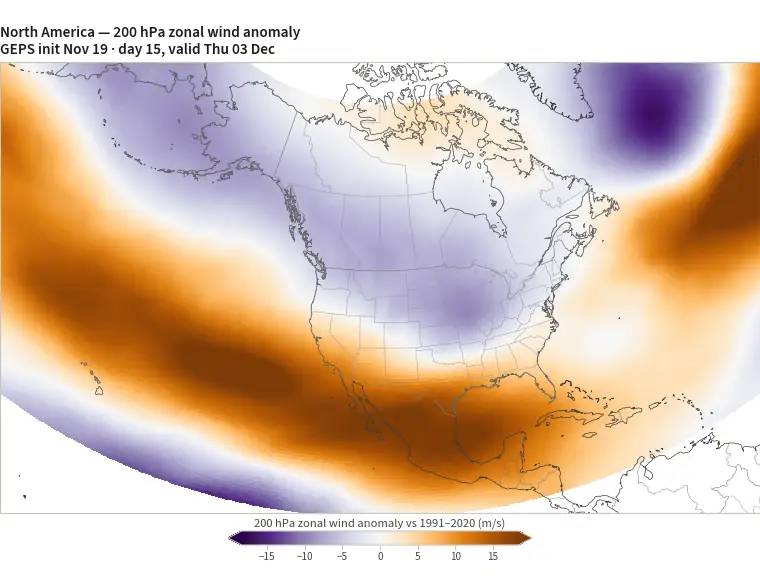 North America — 200 hPa zonal wind anomaly
GEPS init Nov 19 · day 15, valid Thu 03 Dec
200 hPa zonal wind anomaly vs 1991–2020 (m/s)
−15 −10 −5 0 5 10 15